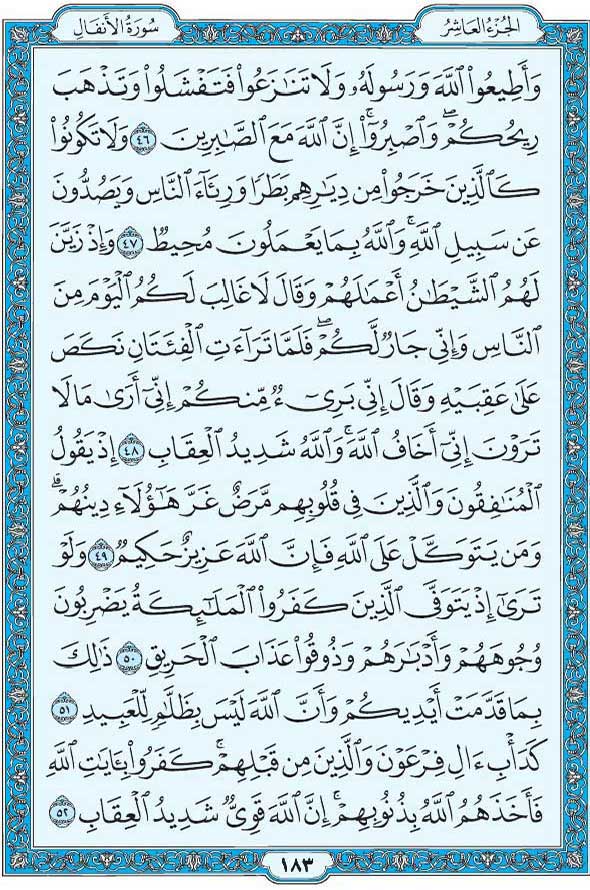 الجُزْءُ العَاشِر
سُورَةُ الأَنفَال
وَأَطِيعُوا۟ ٱللَّهَ وَرَسُولَهُۥ وَلَا تَنَٰزَعُوا۟ فَتَفْشَلُوا۟ وَتَذْهَبَ
رِيحُكُمْ ۖ وَٱصْبِرُوٓا۟ ۚ إِنَّ ٱللَّهَ مَعَ ٱلصَّٰبِرِينَ ٤٦ وَلَا تَكُونُوا۟
كَٱلَّذِينَ خَرَجُوا۟ مِن دِيَٰرِهِم بَطَرًا وَرِئَآءَ ٱلنَّاسِ وَيَصُدُّونَ
عَن سَبِيلِ ٱللَّهِ ۚ وَٱللَّهُ بِمَا يَعْمَلُونَ مُحِيطٌ ٤٧ وَإِذْ زَيَّنَ
لَهُمُ ٱلشَّيْطَٰنُ أَعْمَٰلَهُمْ وَقَالَ لَا غَالِبَ لَكُمُ ٱلْيَوْمَ مِنَ
ٱلنَّاسِ وَإِنِّى جَارٌ لَّكُمْ ۖ فَلَمَّا تَرَآءَتِ ٱلْفِئَتَانِ نَكَصَ
عَلَىٰ عَقِبَيْهِ وَقَالَ إِنِّى بَرِىٓءٌ مِّنكُمْ إِنِّىٓ أَرَىٰ مَا لَا
تَرَوْنَ إِنِّىٓ أَخَافُ ٱللَّهَ ۚ وَٱللَّهُ شَدِيدُ ٱلْعِقَابِ ٤٨ إِذْ يَقُولُ
ٱلْمُنَٰفِقُونَ وَٱلَّذِينَ فِى قُلُوبِهِم مَّرَضٌ غَرَّ هَٰٓؤُلَآءِ دِينُهُمْ ۗ
وَمَن يَتَوَكَّلْ عَلَى ٱللَّهِ فَإِنَّ ٱللَّهَ عَزِيزٌ حَكِيمٌ ٤٩ وَلَوْ
تَرَىٰٓ إِذْ يَتَوَفَّى ٱلَّذِينَ كَفَرُوا۟ ٱلْمَلَٰٓئِكَةُ يَضْرِبُونَ
وُجُوهَهُمْ وَأَدْبَٰرَهُمْ وَذُوقُوا۟ عَذَابَ ٱلْحَرِيقِ ٥٠ ذَٰلِكَ
بِمَا قَدَّمَتْ أَيْدِيكُمْ وَأَنَّ ٱللَّهَ لَيْسَ بِظَلَّٰمٍ لِّلْعَبِيدِ ٥١
كَدَأْبِ ءَالِ فِرْعَوْنَ وَٱلَّذِينَ مِن قَبْلِهِمْ ۚ كَفَرُوا۟ بِـَٔايَٰتِ ٱللَّهِ
فَأَخَذَهُمُ ٱللَّهُ بِذُنُوبِهِمْ ۗ إِنَّ ٱللَّهَ قَوِىٌّ شَدِيدُ ٱلْعِقَابِ ٥٢
١٨٣